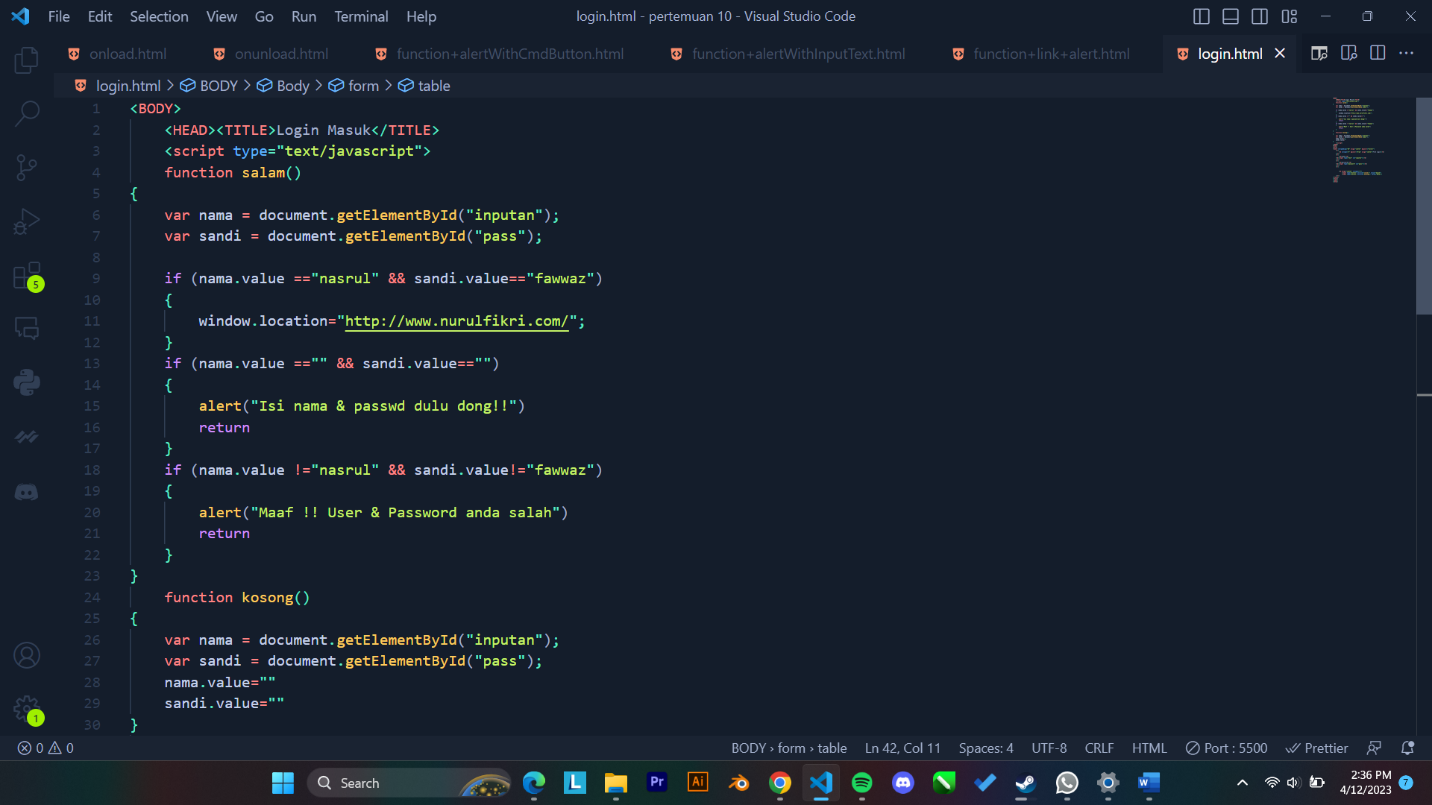 File Edit Selection View Go Run Terminal Help login.html - pertemuan 10 - Visual Studio Code
onload.html onunload.html function+alertWithCmdButton.html function+alertWithInputText.html function+link+alert.html login.html
login.html > BODY > Body > form > table
1 <BODY>
2 <HEAD><TITLE>Login Masuk</TITLE>
3 <script type="text/javascript">
4 function salam()
5 {
6 var nama = document.getElementById("inputan");
7 var sandi = document.getElementById("pass");
8
9 if (nama.value =="nasrul" && sandi.value=="fawwaz")
10 {
11 window.location="http://www.nurulfikri.com/";
12 }
13 if (nama.value =="" && sandi.value=="")
14 {
15 alert("Isi nama & passwd dulu dong!!")
16 return
17 }
18 if (nama.value !="nasrul" && sandi.value!="fawwaz")
19 {
20 alert("Maaf !! User & Password anda salah")
21 return
22 }
23 }
24 function kosong()
25 {
26 var nama = document.getElementById("inputan");
27 var sandi = document.getElementById("pass");
28 nama.value=""
29 sandi.value=""
30 }
5
1
0 0 BODY › form › table Ln 42, Col 11 Spaces: 4 UTF-8 CRLF HTML Port : 5500 Prettier
Search L Pr Ai W 2:36 PM 7
4/12/2023